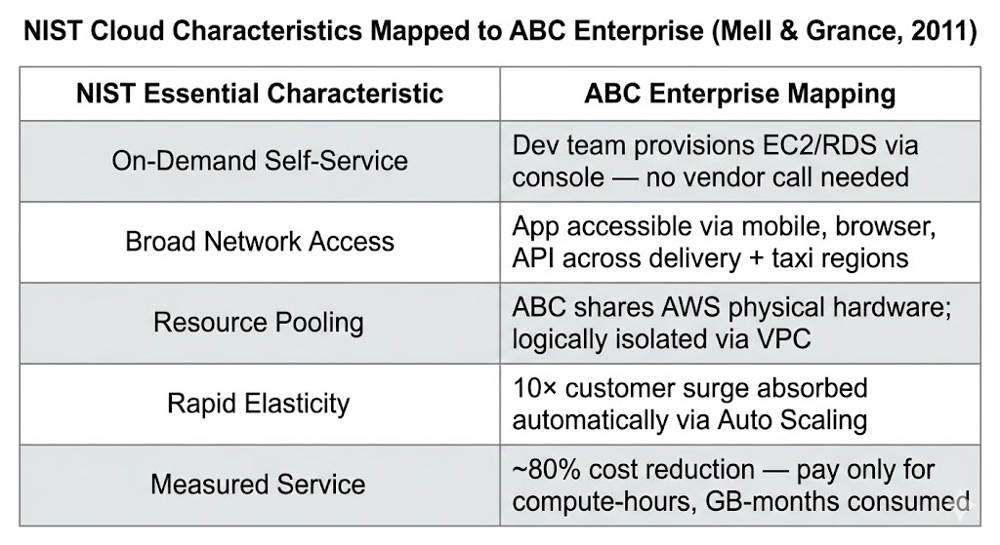 NIST Cloud Characteristics Mapped to ABC Enterprise (Mell & Grance, 2011)
NIST Essential Characteristic
ABC Enterprise Mapping
On-Demand Self-Service
Dev team provisions EC2/RDS via
console — no vendor call needed
Broad Network Access
App accessible via mobile, browser,
API across delivery + taxi regions
Resource Pooling
ABC shares AWS physical hardware;
logically isolated via VPC
Rapid Elasticity
10× customer surge absorbed
automatically via Auto Scaling
Measured Service
~80% cost reduction — pay only for
compute-hours, GB-months consumed